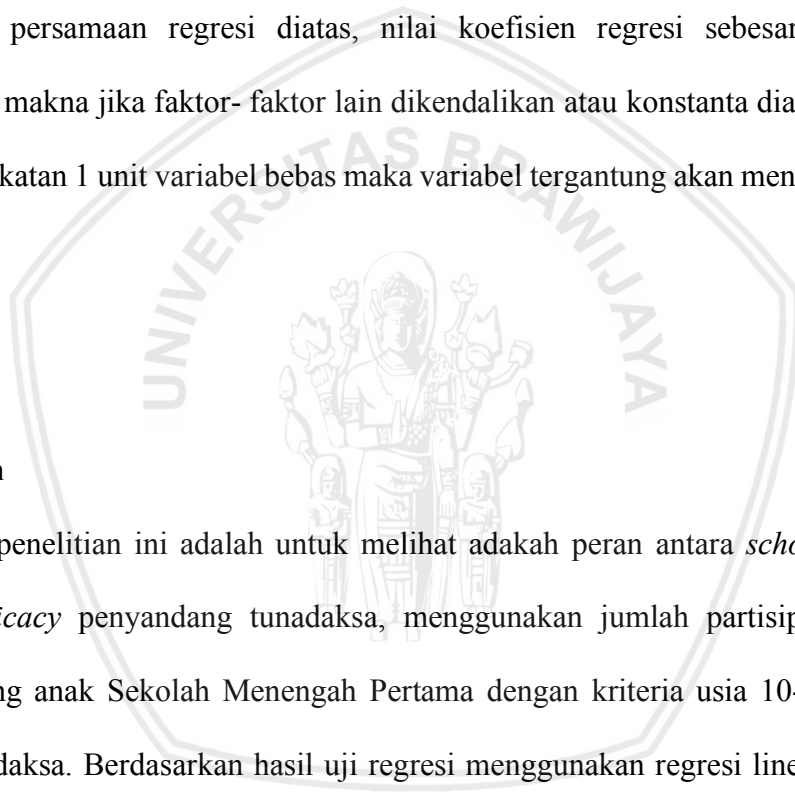 persamaan regresi diatas, nilai koefisien regresi sebesar
makna jika faktor- faktor lain dikendalikan atau konstanta dia
katan 1 unit variabel bebas maka variabel tergantung akan men
UNIVERSITAS BRAWIJAYA
n
penelitian ini adalah untuk melihat adakah peran antara scho
icacy penyandang tunadaksa, menggunakan jumlah partisip
ng anak Sekolah Menengah Pertama dengan kriteria usia 10-
daksa. Berdasarkan hasil uji regresi menggunakan regresi line